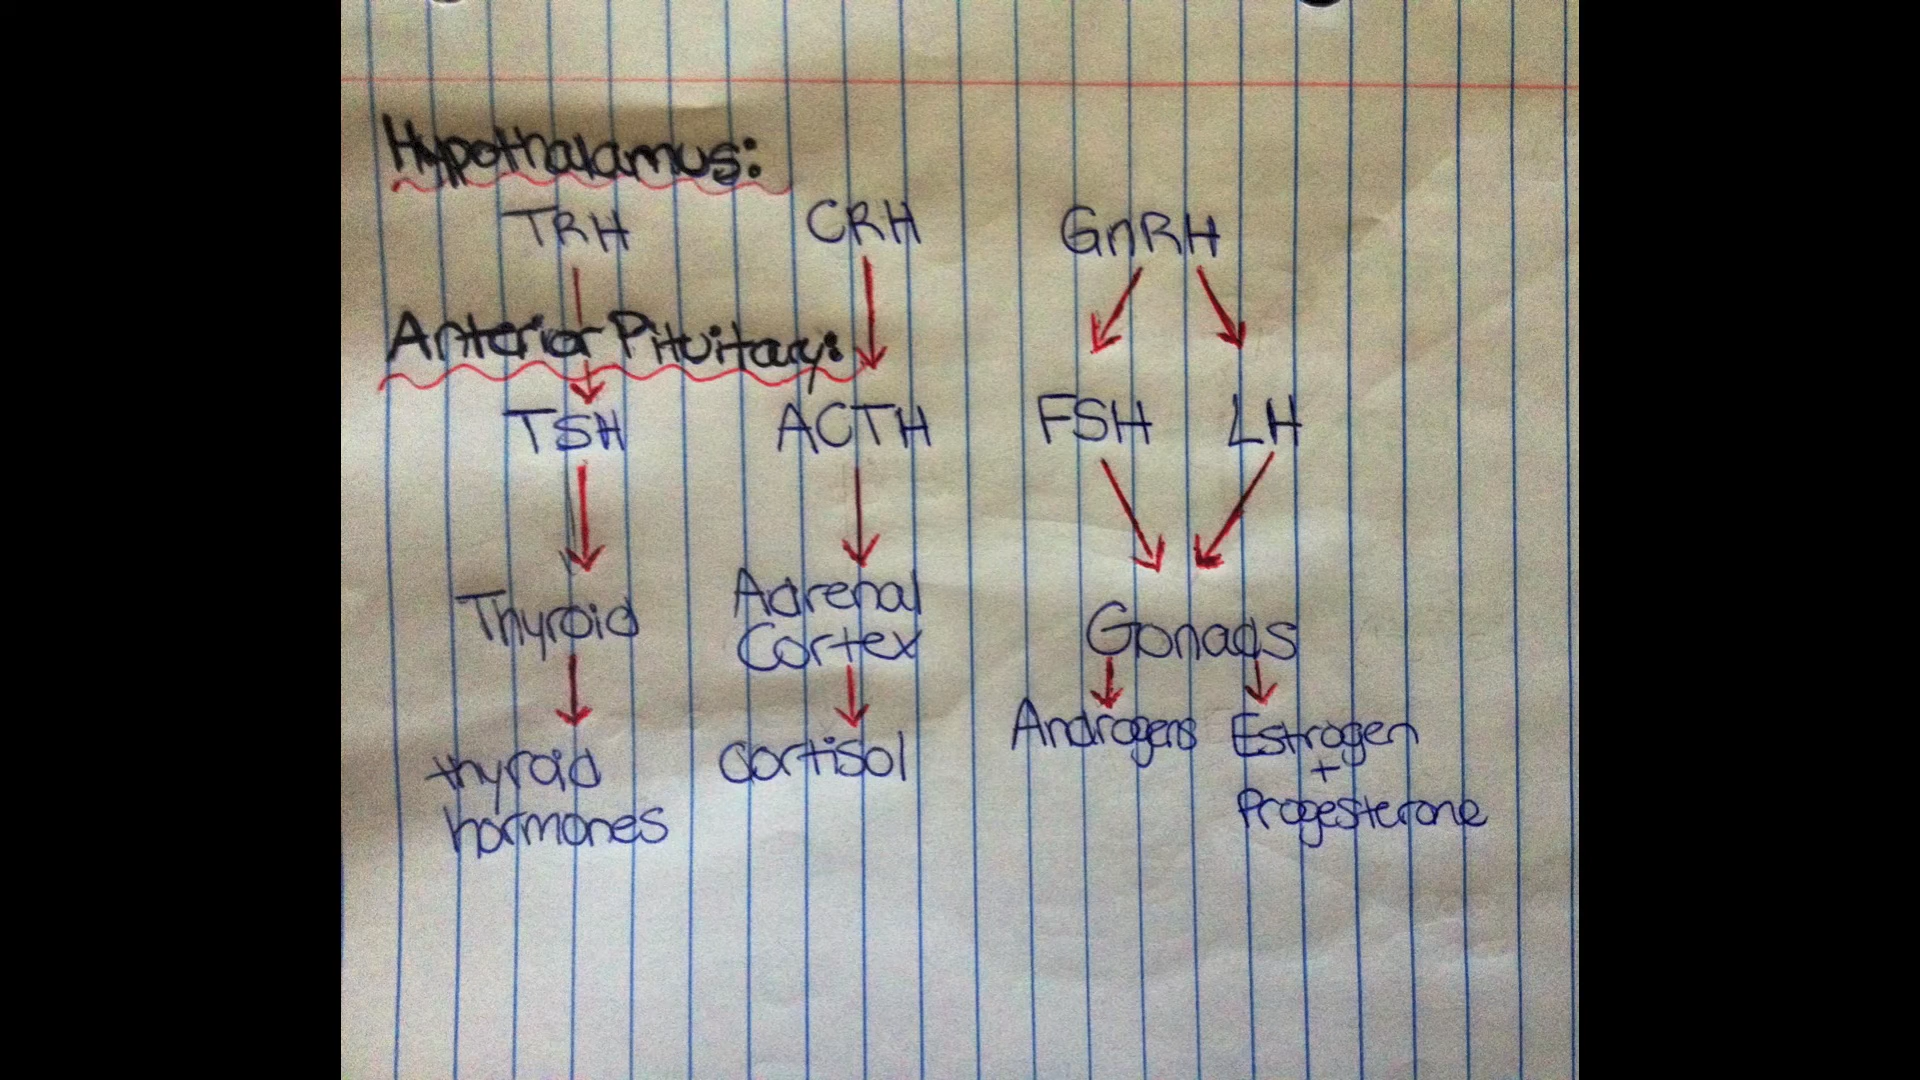 Hypothalamus:
TRH CRH GnRH
Anterior Pituitary:
TSH ACTH FSH LH
Thyroid Adrenal Cortex Gonads
thyroid hormones cortisol Androgens Estrogen
+
Progesterone